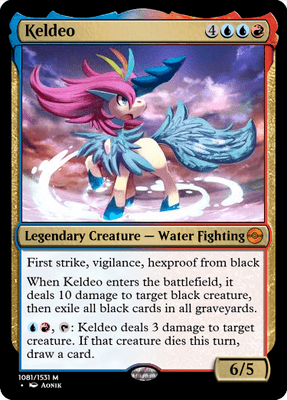 Keldeo 4
Legendary Creature — Water Fighting
First strike, vigilance, hexproof from black
When Keldeo enters the battlefield, it
deals 10 damage to target black creature,
then exile all black cards in all graveyards.
: Keldeo deals 3 damage to target
creature. If that creature dies this turn,
draw a card.
6/5
1081/1531 M
• Aonik